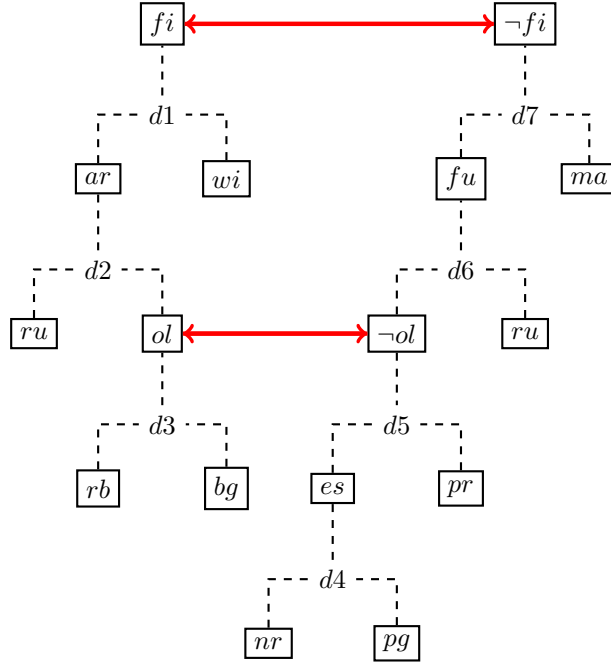 fi ¬fi
d1 d7
ar wi fu ma
d2 d6
ru ol ¬ol ru
d3 d5
rb bg es pr
d4
nr pg